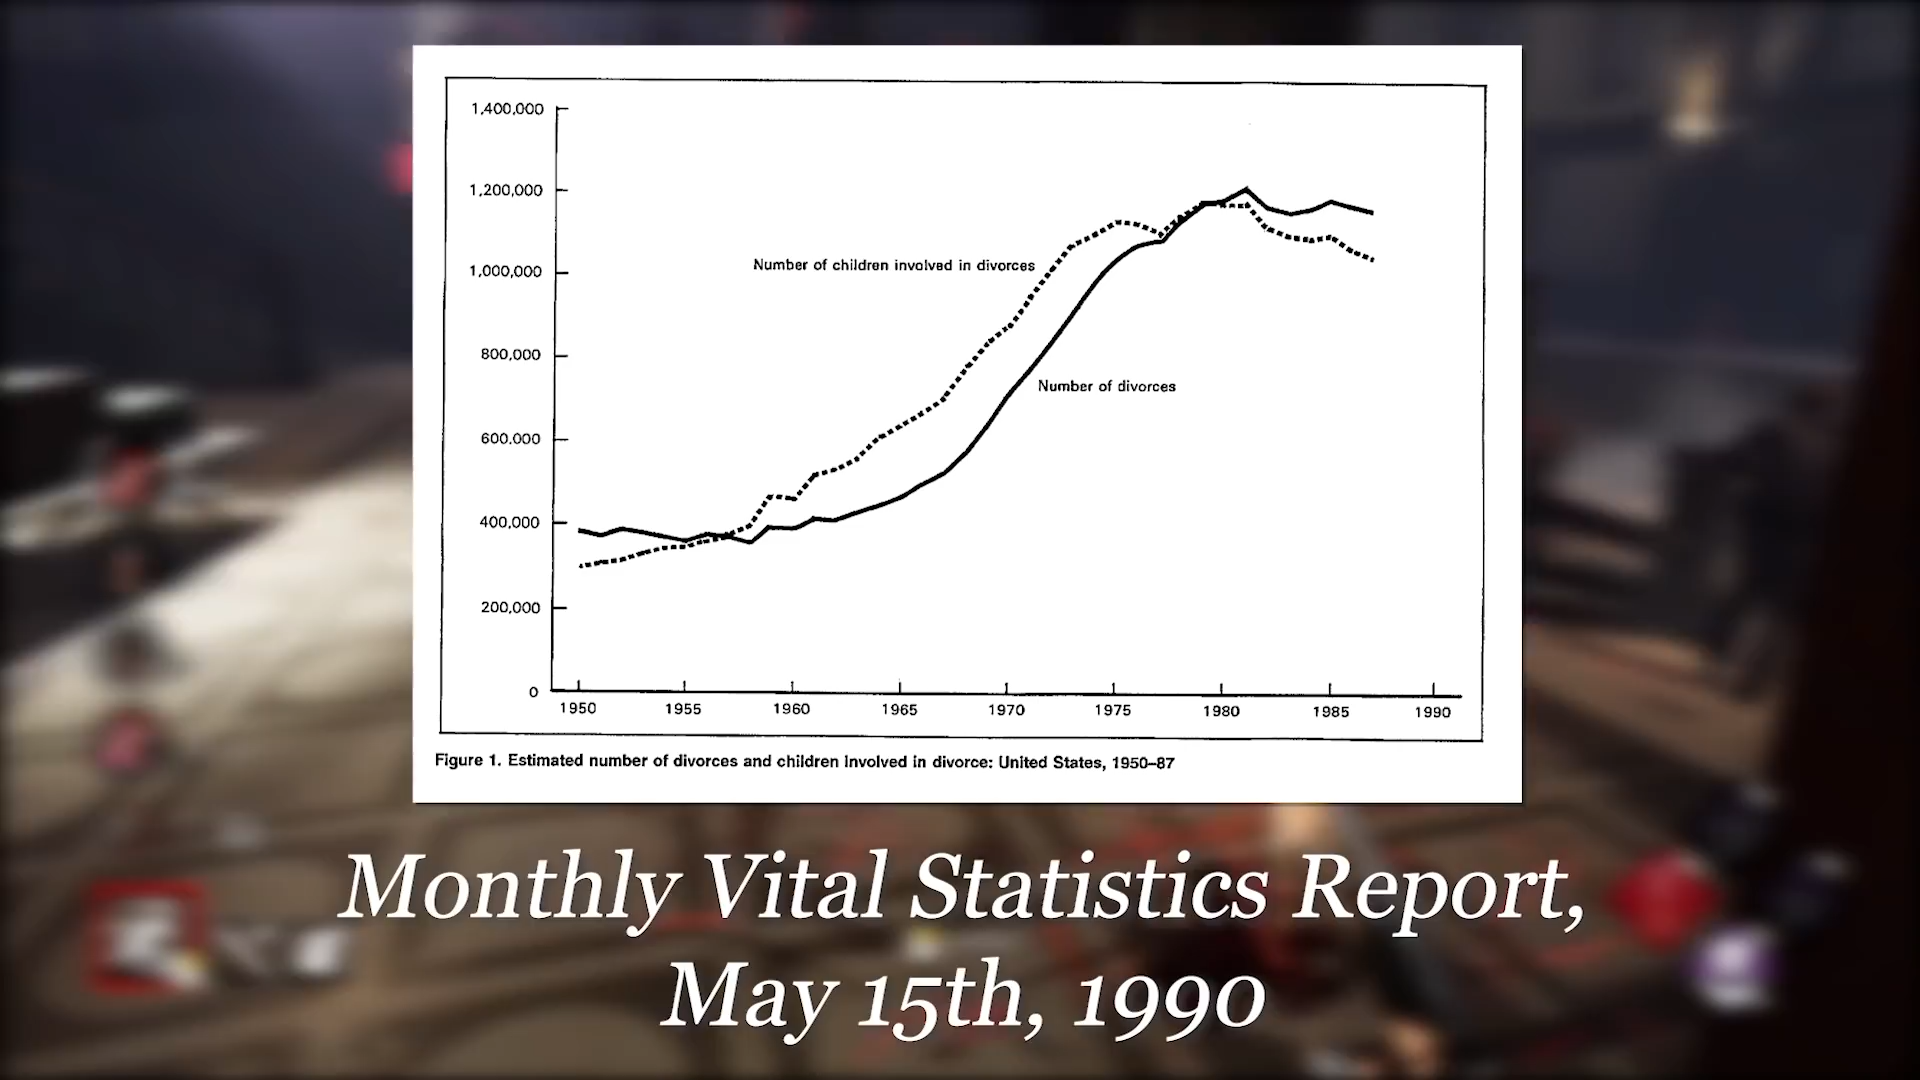 1,400,000
1,200,000
1,000,000
800,000
600,000
400,000
200,000
0
Number of children involved in divorces
Number of divorces
1950 1955 1960 1965 1970 1975 1980 1985 1990
Figure 1. Estimated number of divorces and children involved in divorce: United States, 1950–87
Monthly Vital Statistics Report,
May 15th, 1990